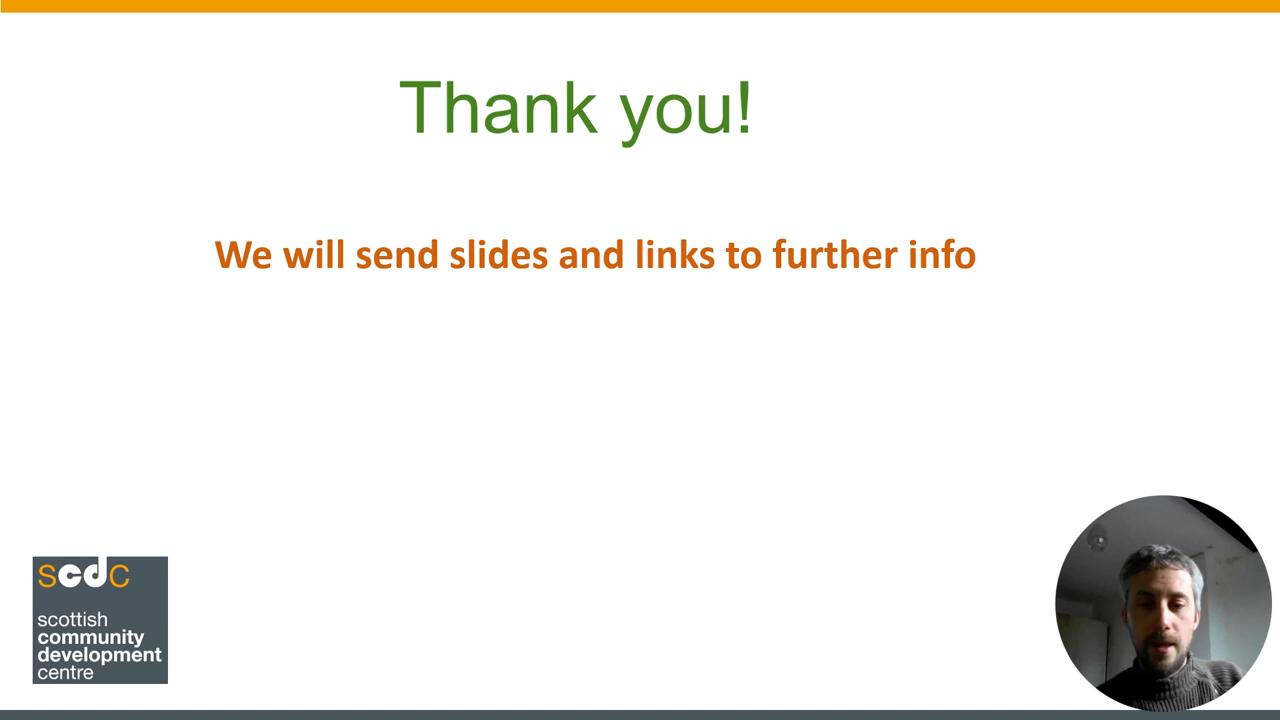 Thank you!
We will send slides and links to further info
scdc
scottish
community
development
centre